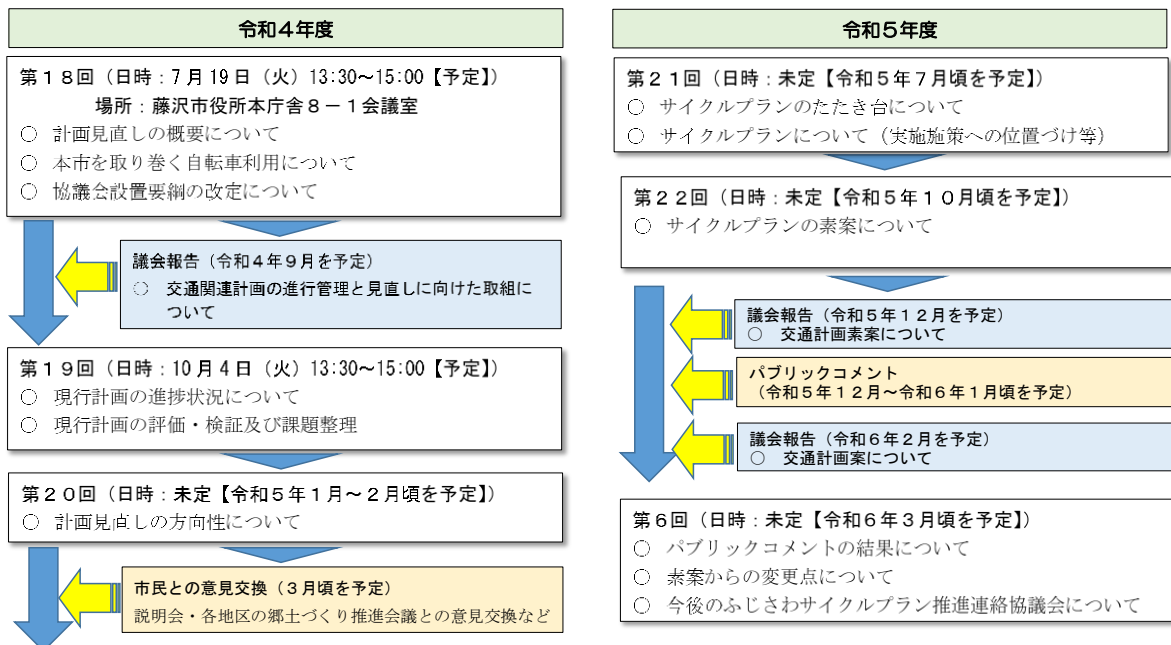 令和４年度
第１８回（日時：７月19日（火）13:30～15:00【予定】）
場所：藤沢市役所本庁舎８－１会議室
○ 計画見直しの概要について
○ 本市を取り巻く自転車利用について
○ 協議会設置要綱の改定について
議会報告（令和４年９月を予定）
○ 交通関連計画の進行管理と見直しに向けた取組に
ついて
第１９回（日時：10月４日（火）13:30～15:00【予定】）
○ 現行計画の進捗状況について
○ 現行計画の評価・検証及び課題整理
第２０回（日時：未定【令和５年１月～２月頃を予定】）
○ 計画見直しの方向性について
市民との意見交換（３月頃を予定）
説明会・各地区の郷土づくり推進会議との意見交換など
令和５年度
第２１回（日時：未定【令和５年７月頃を予定】）
○ サイクルプランのたたき台について
○ サイクルプランについて（実施施策への位置づけ等）
第２２回（日時：未定【令和５年１０月頃を予定】）
○ サイクルプランの素案について
議会報告（令和５年１２月を予定）
○ 交通計画素案について
パブリックコメント
（令和５年１２月～令和６年１月頃を予定）
議会報告（令和６年２月を予定）
○ 交通計画案について
第６回（日時：未定【令和６年３月頃を予定】）
○ パブリックコメントの結果について
○ 素案からの変更点について
○ 今後のふじさわサイクルプラン推進連絡協議会について